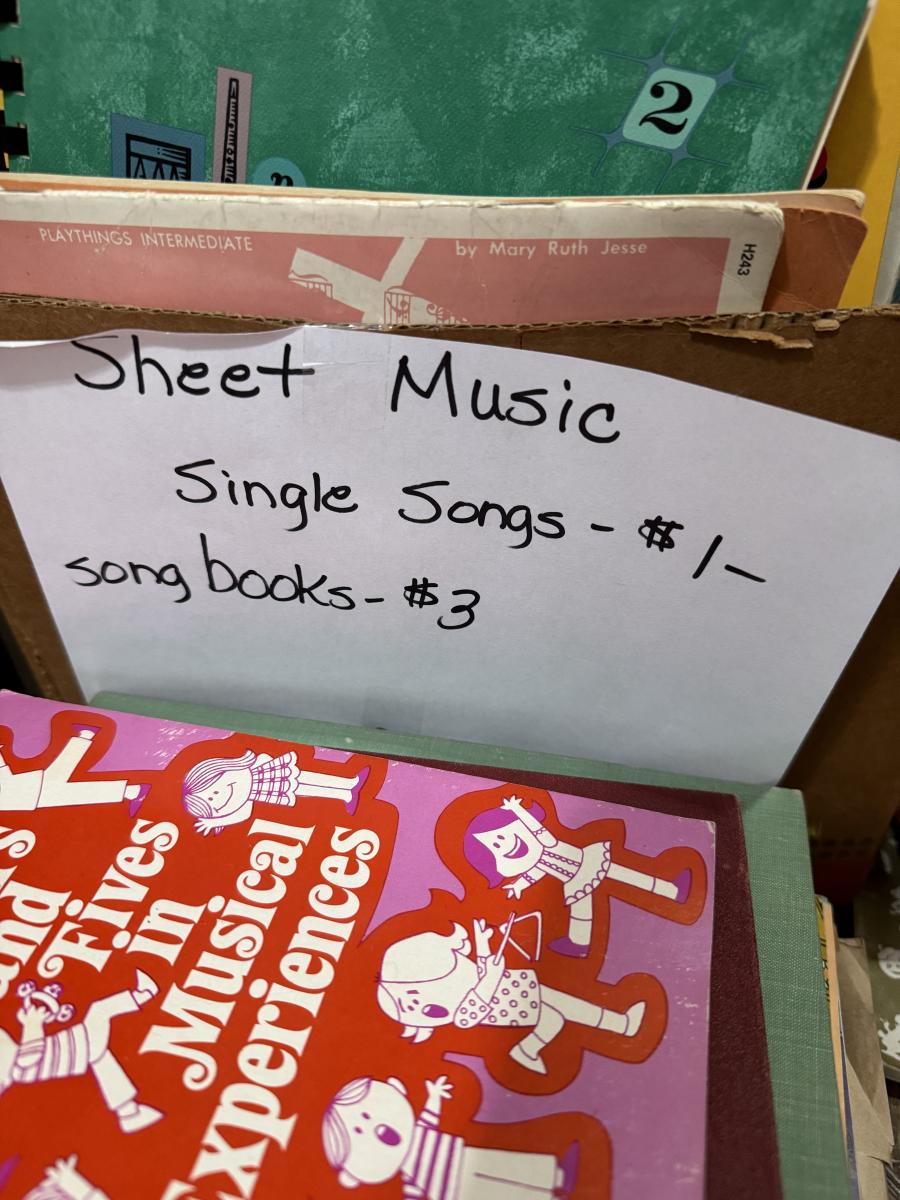 2
n
PLAYTHINGS INTERMEDIATE
by Mary Ruth Jesse
H243
Sheet Music
Single Songs - $1-
song books - $3
Fives
in
Musical
Experiences